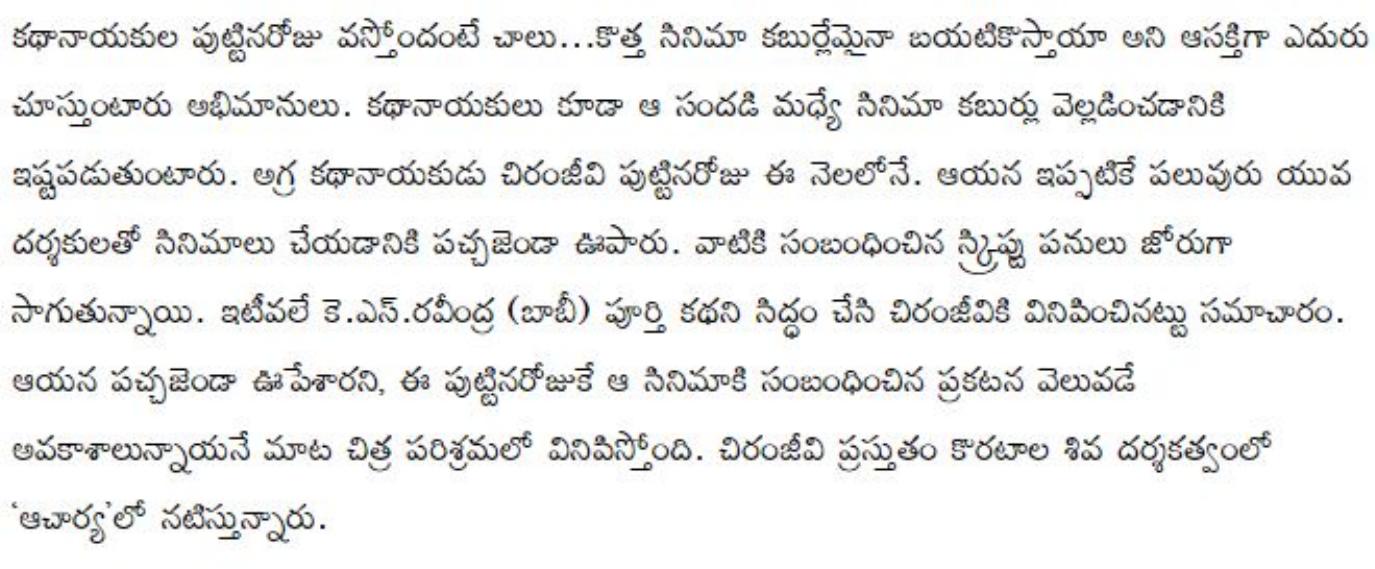 కథానాయకుల పుట్టినరోజు వస్తోందంటే చాలు...కొత్త సినిమా కబుర్లేమైనా బయటికొస్తాయా అని ఆసక్తిగా ఎదురు
చూస్తుంటారు అభిమానులు. కథానాయకులు కూడా ఆ సందడి మధ్యే సినిమా కబుర్లు వెల్లడించడానికి
ఇష్టపడుతుంటారు. అగ్ర కథానాయకుడు చిరంజీవి పుట్టినరోజు ఈ నెలలోనే. ఆయన ఇప్పటికే పలువురు యువ
దర్శకులతో సినిమాలు చేయడానికి పచ్చజెండా ఊపారు. వాటికి సంబంధించిన స్క్రిప్టు పనులు జోరుగా
సాగుతున్నాయి. ఇటీవలే కె.ఎస్.రవీంద్ర (బాబీ) పూర్తి కథని సిద్ధం చేసి చిరంజీవికి వినిపించినట్టు సమాచారం.
ఆయన పచ్చజెండా ఊపేశారని, ఈ పుట్టినరోజుకే ఆ సినిమాకి సంబంధించిన ప్రకటన వెలువడే
అవకాశాలున్నాయనే మాట చిత్ర పరిశ్రమలో వినిపిస్తోంది. చిరంజీవి ప్రస్తుతం కొరటాల శివ దర్శకత్వంలో
'ఆచార్య'లో నటిస్తున్నారు.